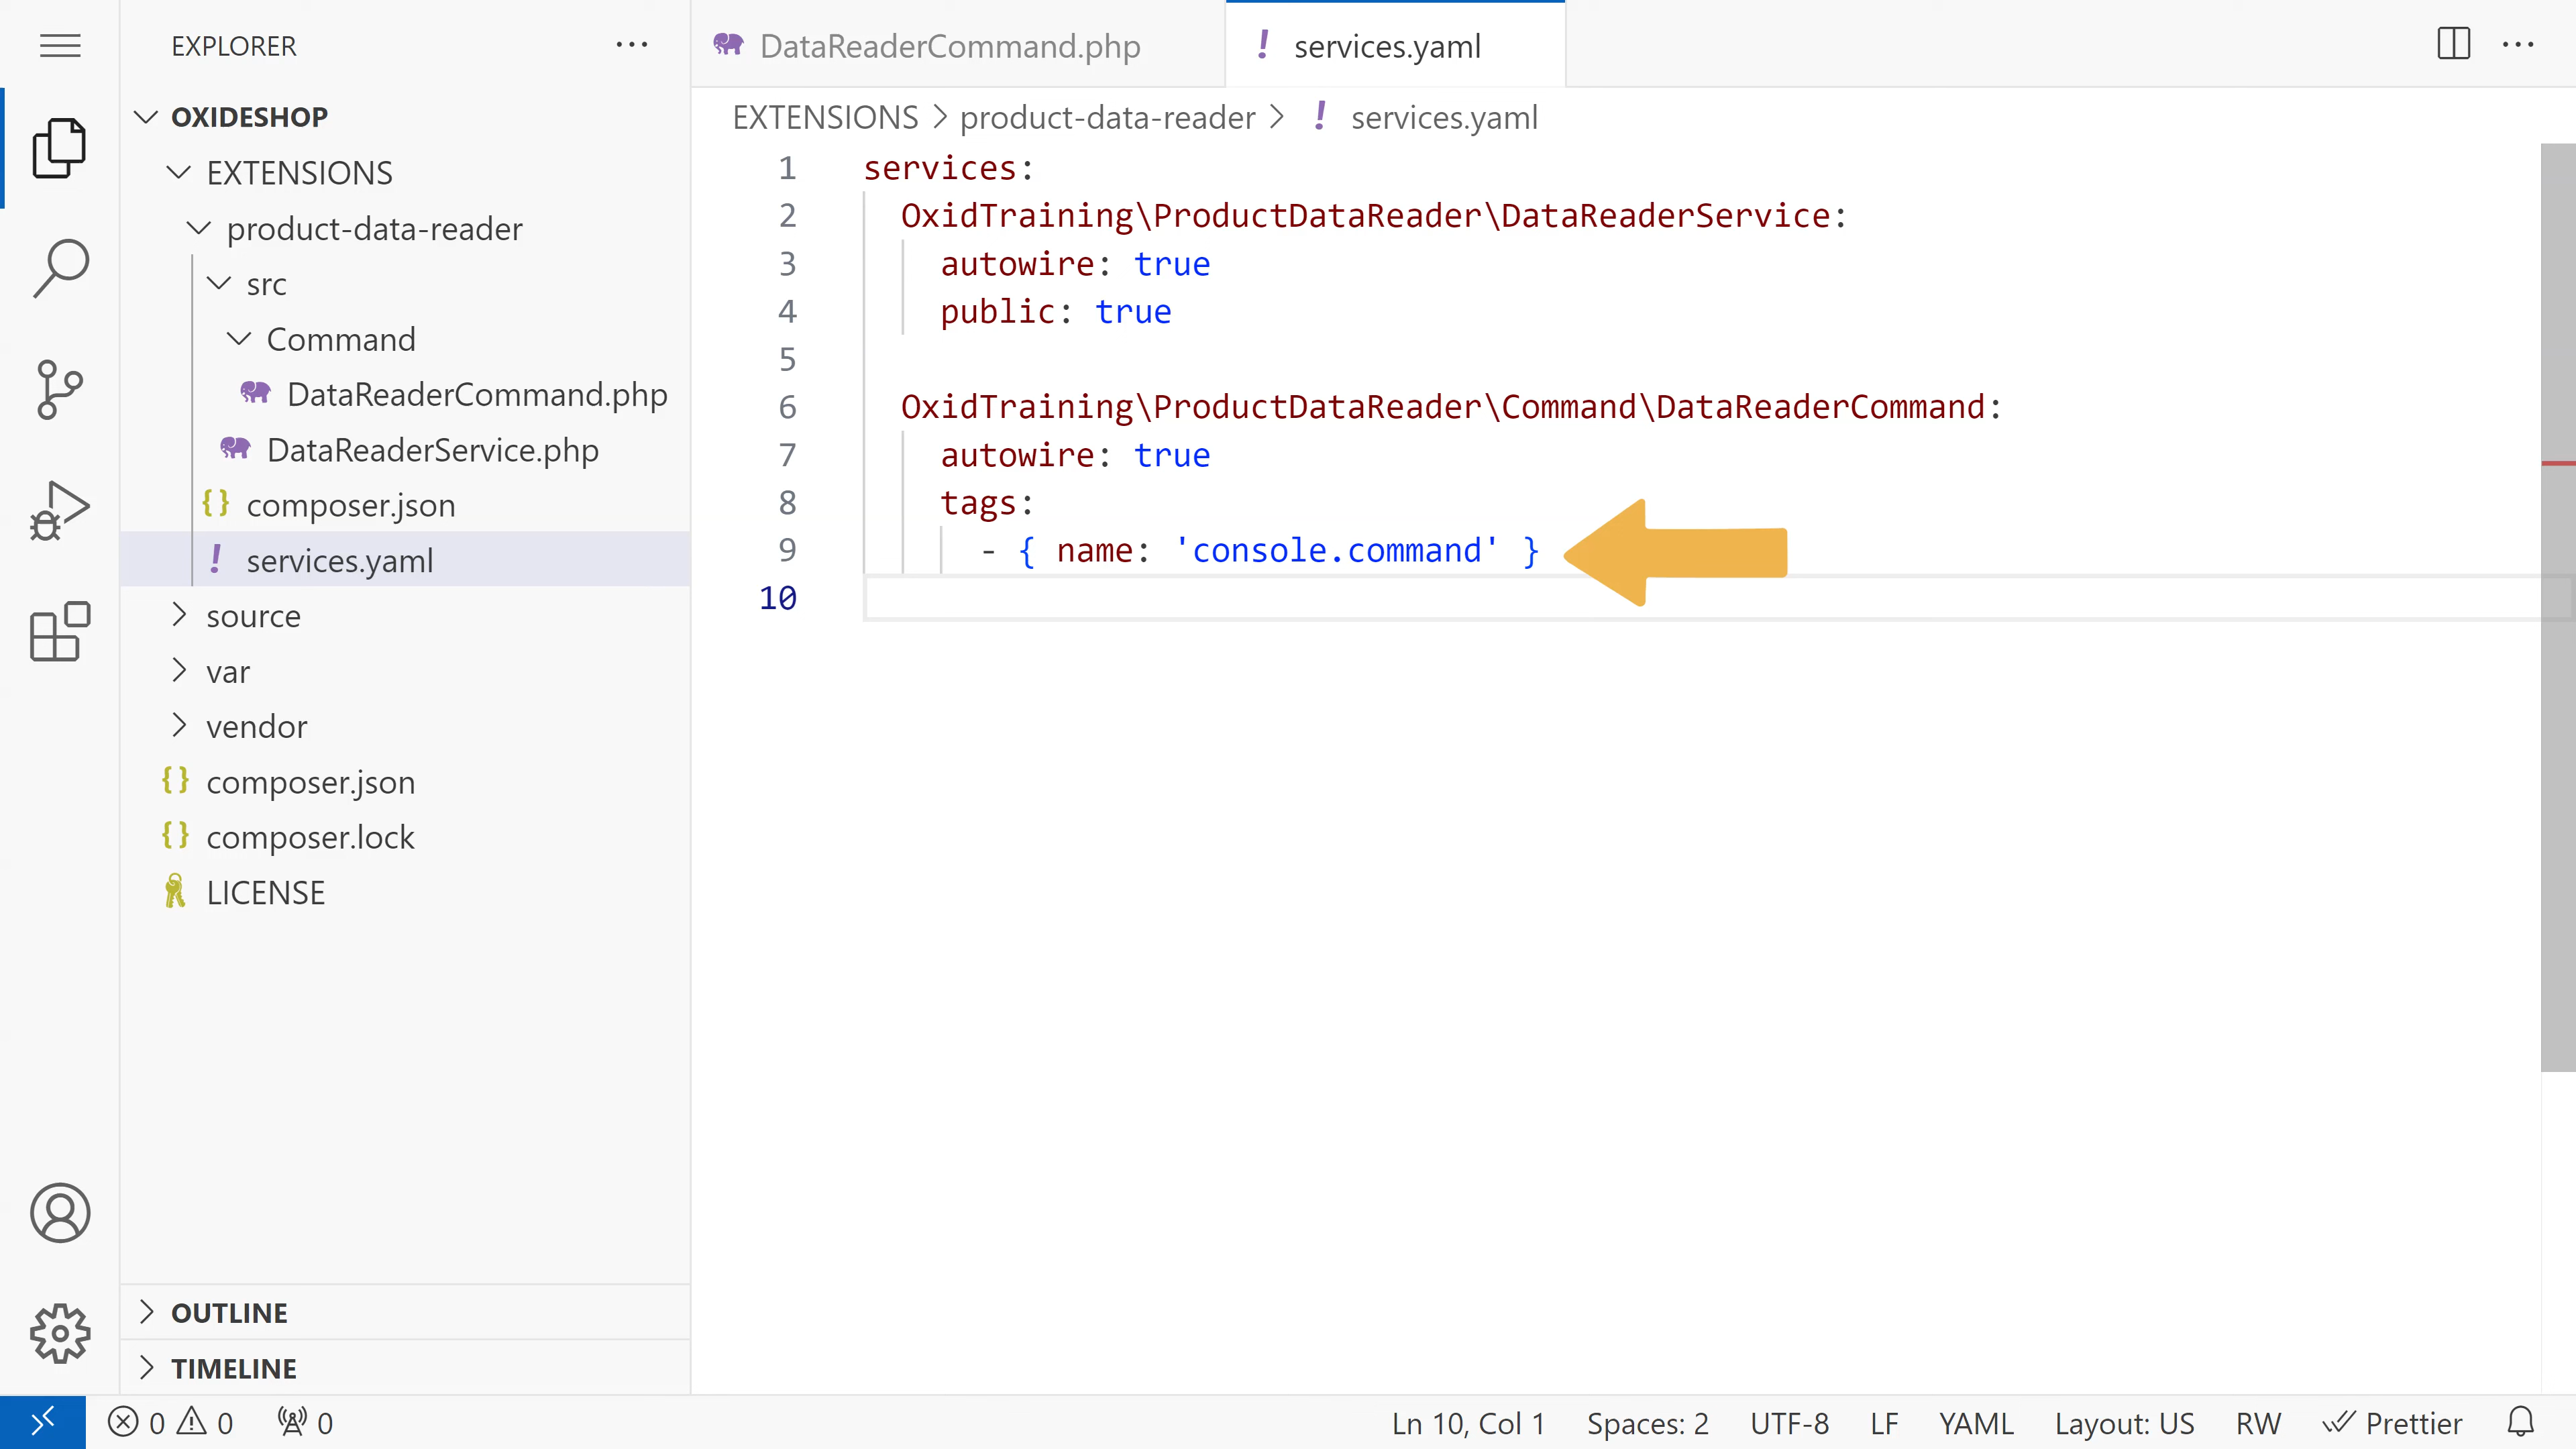 EXPLORER
OXIDESHOP
EXTENSIONS
product-data-reader
src
Command
DataReaderCommand.php
DataReaderService.php
composer.json
services.yaml
source
var
vendor
composer.json
composer.lock
LICENSE
OUTLINE
TIMELINE
DataReaderCommand.php
services.yaml
EXTENSIONS > product-data-reader > ! services.yaml
1 services:
2 OxidTraining\ProductDataReader\DataReaderService:
3 autowire: true
4 public: true
5
6 OxidTraining\ProductDataReader\Command\DataReaderCommand:
7 autowire: true
8 tags:
9 - { name: 'console.command' }
10
0 0 0 Ln 10, Col 1 Spaces: 2 UTF-8 LF YAML Layout: US RW Prettier